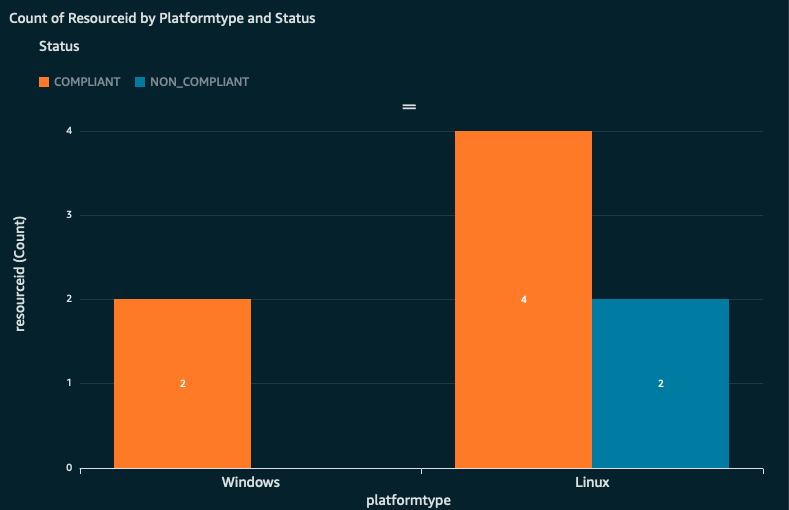 Count of Resourceid by Platformtype and Status
Status
COMPLIANT NON_COMPLIANT
4
3
2
1
0
resourceid (Count)
2
4
2
Windows Linux
platformtype